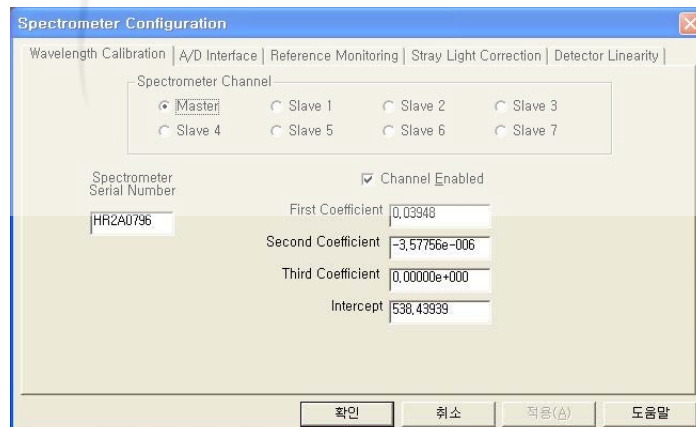 Spectrometer Configuration
Wavelength Calibration | A/D Interface | Reference Monitoring | Stray Light Correction | Detector Linearity |
Spectrometer Channel
Master Slave 1 Slave 2 Slave 3
Slave 4 Slave 5 Slave 6 Slave 7
Spectrometer
Serial Number
HR2A0796
Channel Enabled
First Coefficient 0,03948
Second Coefficient -3,57756e-006
Third Coefficient 0,00000e+000
Intercept 538,43939
확인 취소 적용(A) 도움말